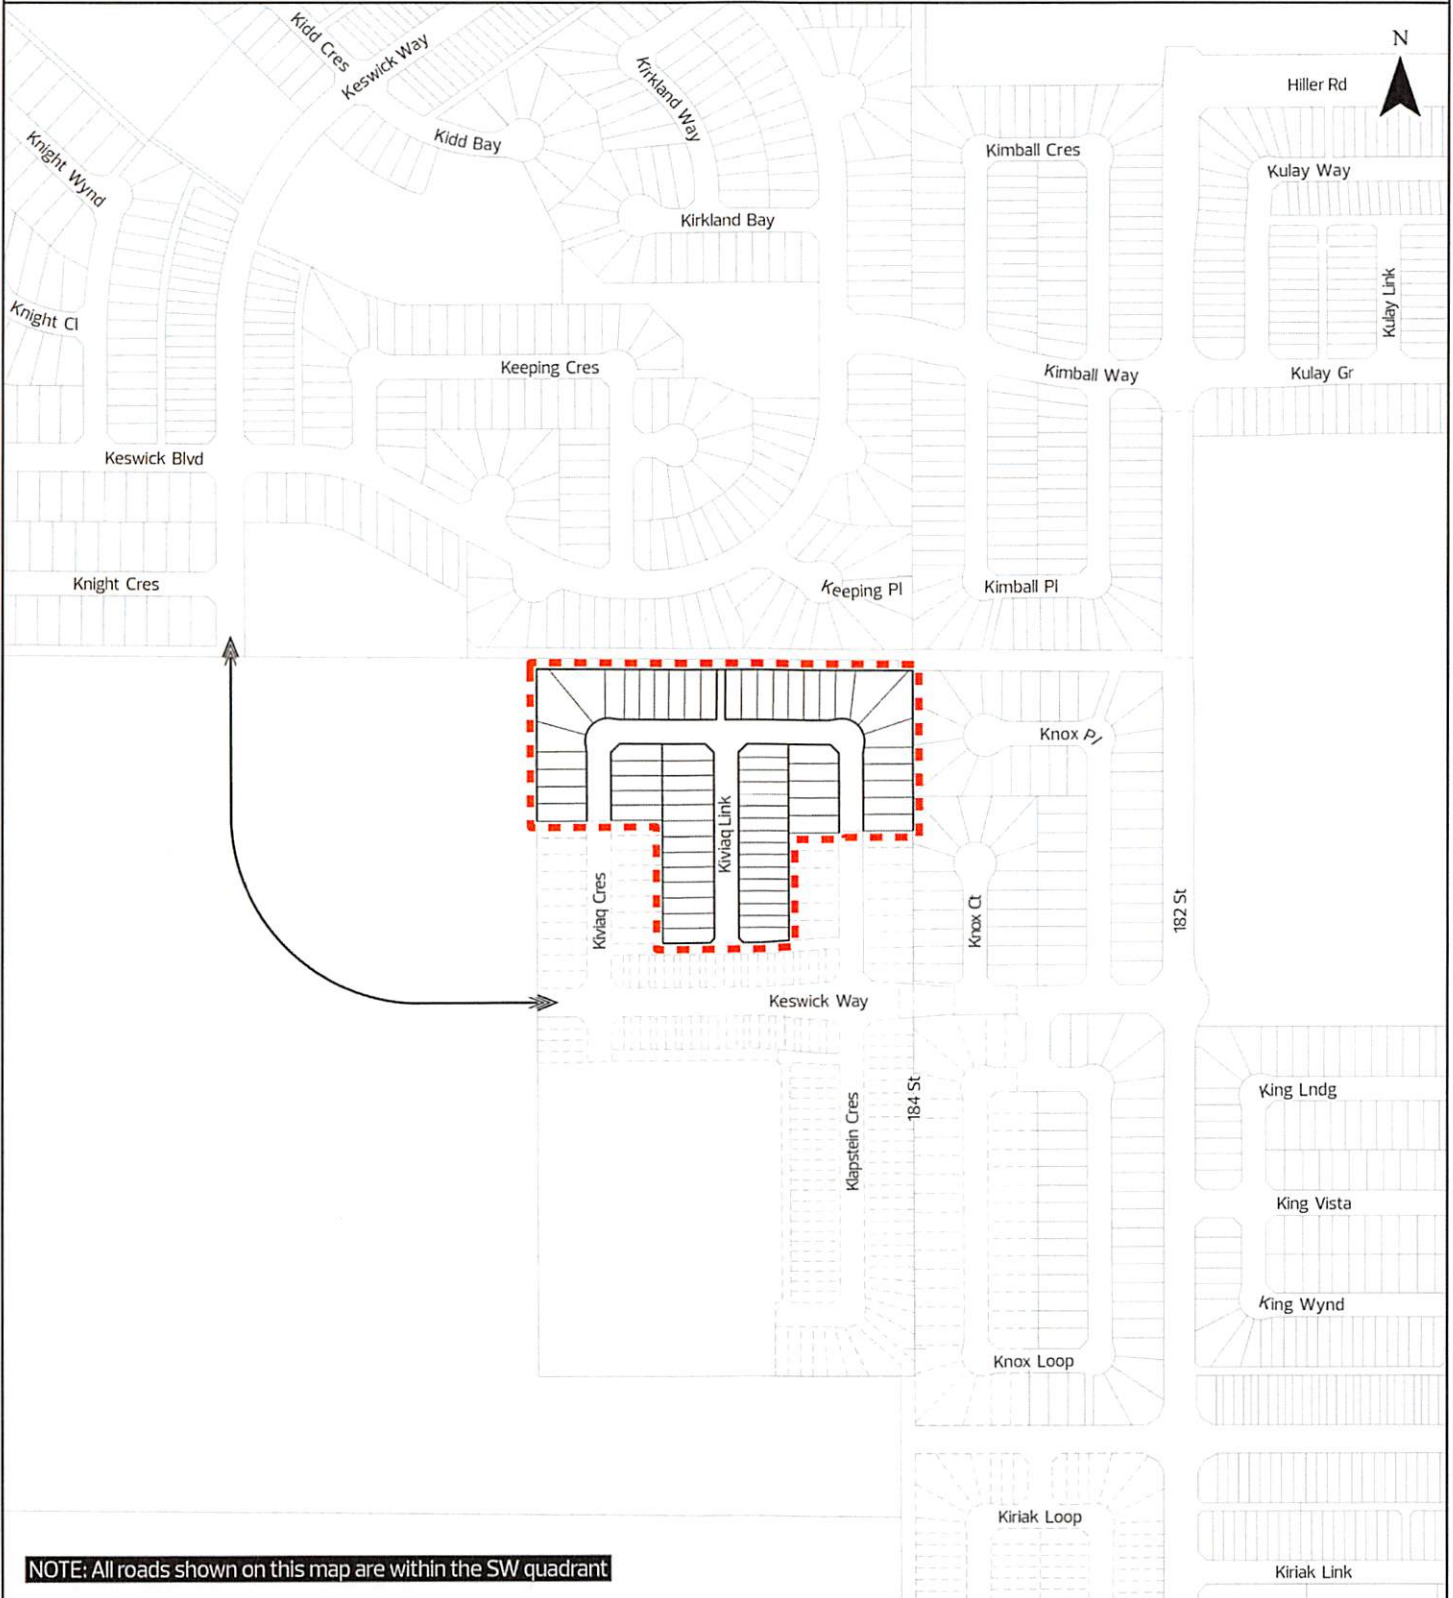 N
Kidd Cres
Keswick Way
Kirkland Way
Hiller Rd
Kidd Bay
Kimball Cres
Knight Wynd
Kulay Way
Kirkland Bay
Kulay Link
Knight Cl
Keeping Cres
Kimball Way
Kulay Gr
Keswick Blvd
Knight Cres
Keeping Pl
Kimball Pl
Knox Pl
Kiviaq Link
Kiviaq Cres
Knox Ct
182 St
Keswick Way
184 St
King Lndg
Klapstein Cres
King Vista
King Wynd
Knox Loop
Kiriak Loop
NOTE: All roads shown on this map are within the SW quadrant
Kiriak Link